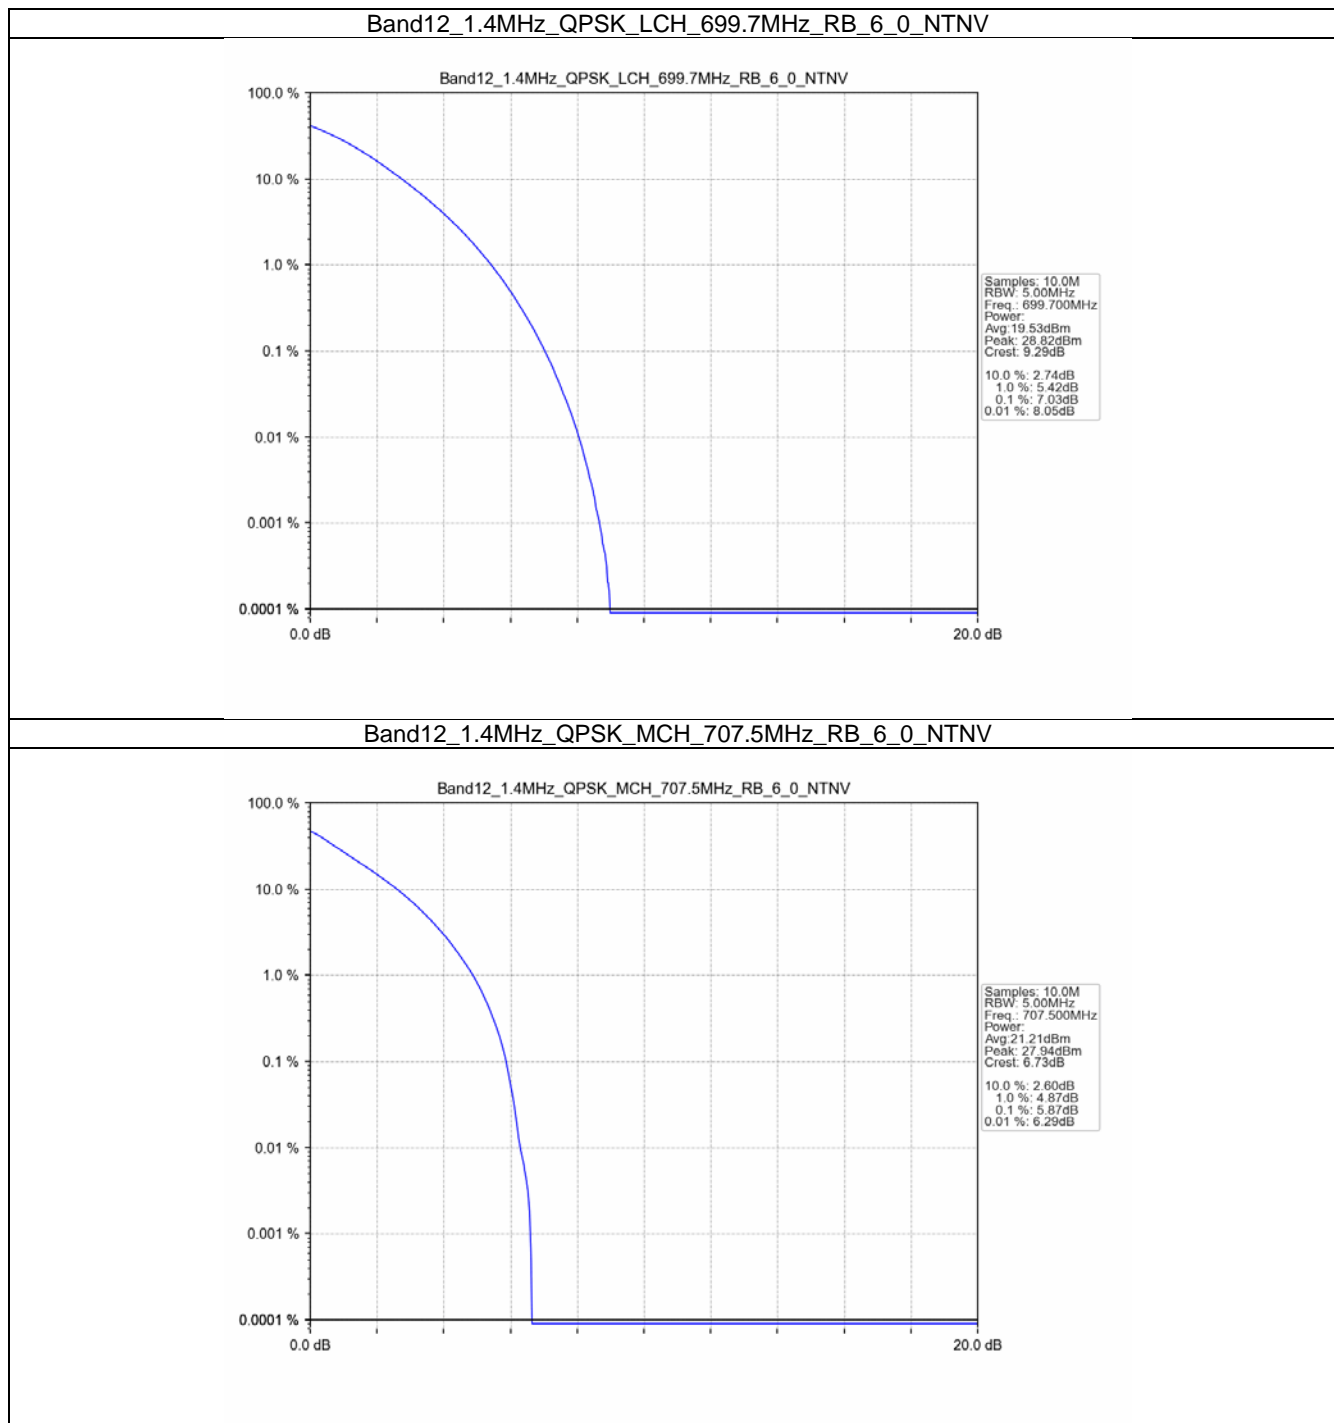 Band12_1.4MHz_QPSK_LCH_699.7MHz_RB_6_0_NTNV
Band12_1.4MHz_QPSK_LCH_699.7MHz_RB_6_0_NTNV
100.0 %
10.0 %
1.0 %
0.1 %
0.01 %
0.001 %
0.0001 %
0.0 dB
20.0 dB
Samples: 10.0M
RBW: 5.00MHz
Freq.: 699.700MHz
Power:
Avg:19.53dBm
Peak: 28.82dBm
Crest: 9.29dB
10.0 %: 2.74dB
1.0 %: 5.42dB
0.1 %: 7.03dB
0.01 %: 8.05dB
Band12_1.4MHz_QPSK_MCH_707.5MHz_RB_6_0_NTNV
Band12_1.4MHz_QPSK_MCH_707.5MHz_RB_6_0_NTNV
100.0 %
10.0 %
1.0 %
0.1 %
0.01 %
0.001 %
0.0001 %
0.0 dB
20.0 dB
Samples: 10.0M
RBW: 5.00MHz
Freq.: 707.500MHz
Power:
Avg:21.21dBm
Peak: 27.94dBm
Crest: 6.73dB
10.0 %: 2.60dB
1.0 %: 4.87dB
0.1 %: 5.87dB
0.01 %: 6.29dB